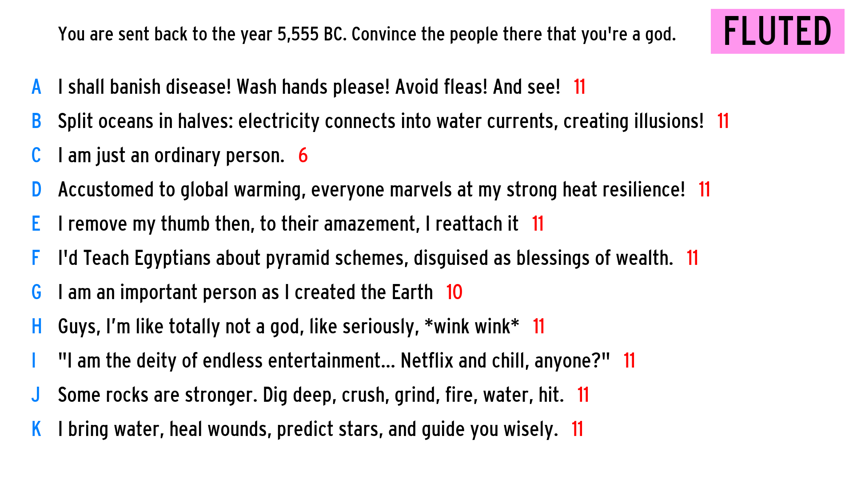 You are sent back to the year 5,555 BC. Convince the people there that you're a god.
FLUTED
A I shall banish disease! Wash hands please! Avoid fleas! And see! 11
B Split oceans in halves: electricity connects into water currents, creating illusions! 11
C I am just an ordinary person. 6
D Accustomed to global warming, everyone marvels at my strong heat resilience! 11
E I remove my thumb then, to their amazement, I reattach it 11
F I'd Teach Egyptians about pyramid schemes, disguised as blessings of wealth. 11
G I am an important person as I created the Earth 10
H Guys, I'm like totally not a god, like seriously, *wink wink* 11
I "I am the deity of endless entertainment... Netflix and chill, anyone?" 11
J Some rocks are stronger. Dig deep, crush, grind, fire, water, hit. 11
K I bring water, heal wounds, predict stars, and guide you wisely. 11